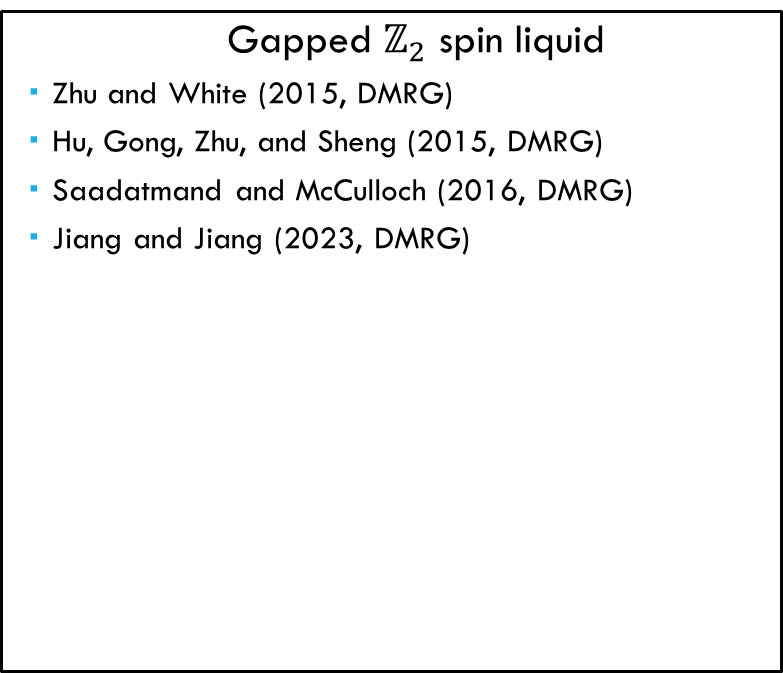 Gapped ℤ₂ spin liquid
▪ Zhu and White (2015, DMRG)
▪ Hu, Gong, Zhu, and Sheng (2015, DMRG)
▪ Saadatmand and McCulloch (2016, DMRG)
▪ Jiang and Jiang (2023, DMRG)